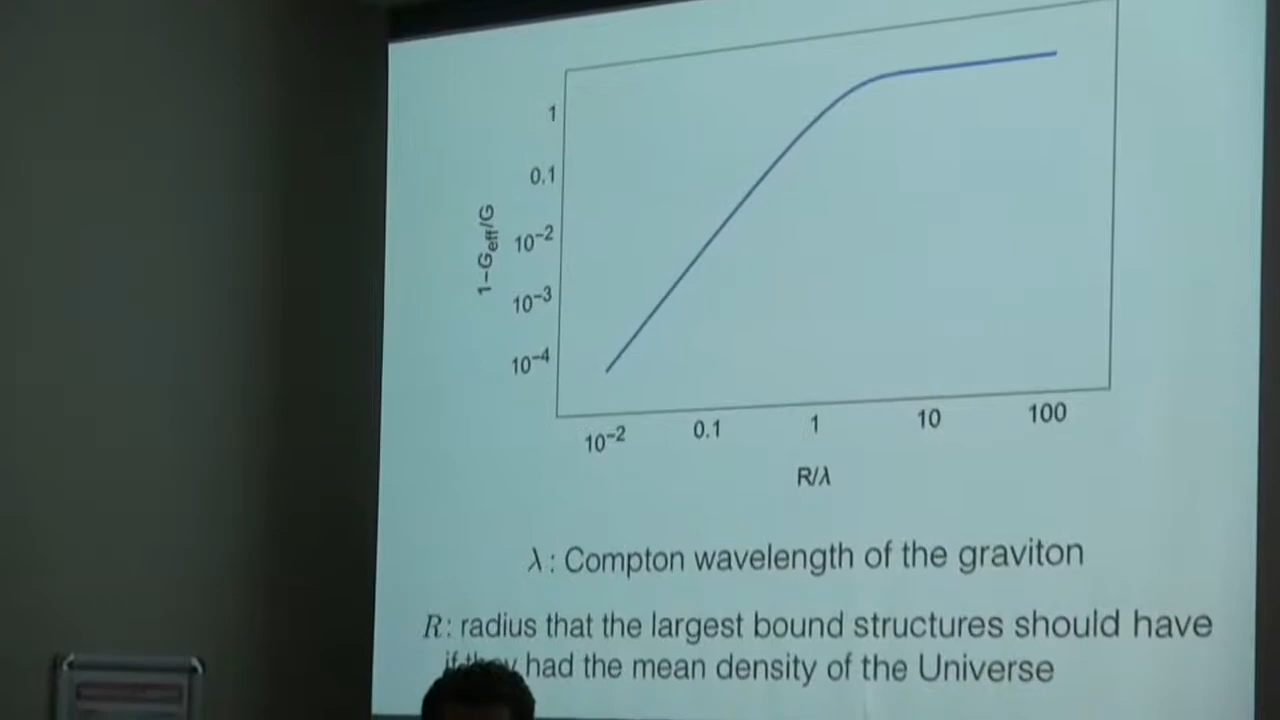 1
0.1
10⁻²
10⁻³
10⁻⁴
1−G_eff/G
10⁻²
0.1
1
10
100
R/λ
λ: Compton wavelength of the graviton
R: radius that the largest bound structures should have
if they had the mean density of the Universe